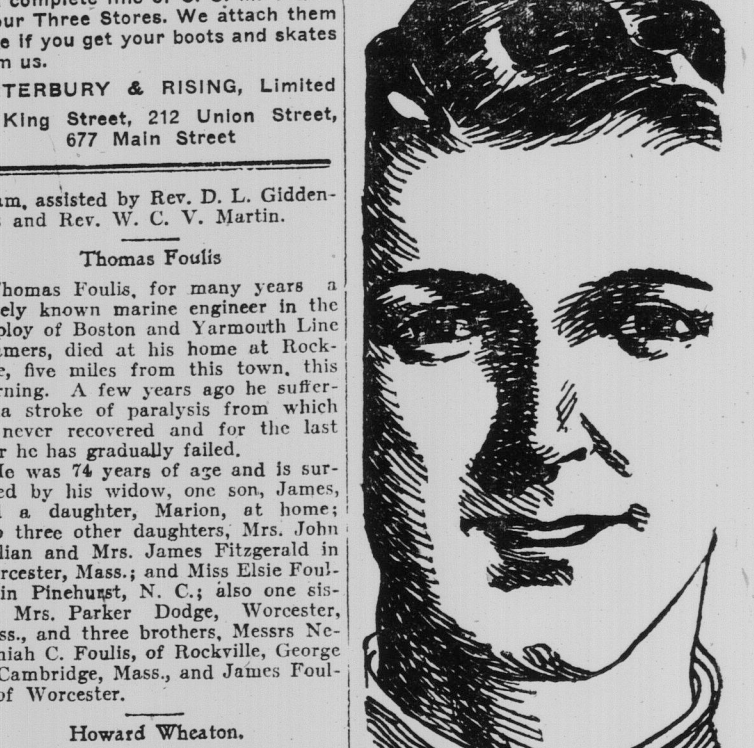 our Three Stores. We attach them
e if you get your boots and skates
m us.
TERBURY & RISING, Limited
King Street, 212 Union Street,
677 Main Street
am, assisted by Rev. D. L. Gidden-
s and Rev. W. C. V. Martin.
Thomas Foulis
Thomas Foulis, for many years a
ely known marine engineer in the
ploy of Boston and Yarmouth Line
amers, died at his home at Rock-
e, five miles from this town, this
rning. A few years ago he suffer-
a stroke of paralysis from which
never recovered and for the last
r he has gradually failed.
He was 74 years of age and is sur-
ed by his widow, one son, James,
d a daughter, Marion, at home;
o three other daughters, Mrs. John
lian and Mrs. James Fitzgerald in
rcester, Mass.; and Miss Elsie Foul-
in Pinehurst, N. C.; also one sis-
Mrs. Parker Dodge, Worcester,
ss., and three brothers, Messrs Ne-
miah C. Foulis, of Rockville, George
Cambridge, Mass., and James Foul-
of Worcester.
Howard Wheaton.